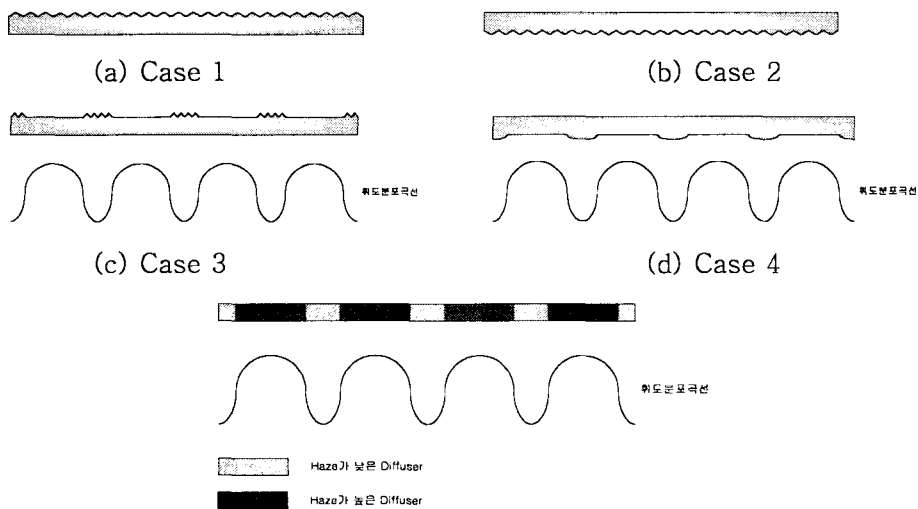 (a) Case 1
(b) Case 2
휘도분포곡선
휘도분포곡선
(c) Case 3
(d) Case 4
휘도분포곡선
Haze가 낮은 Diffuser
Haze가 높은 Diffuser